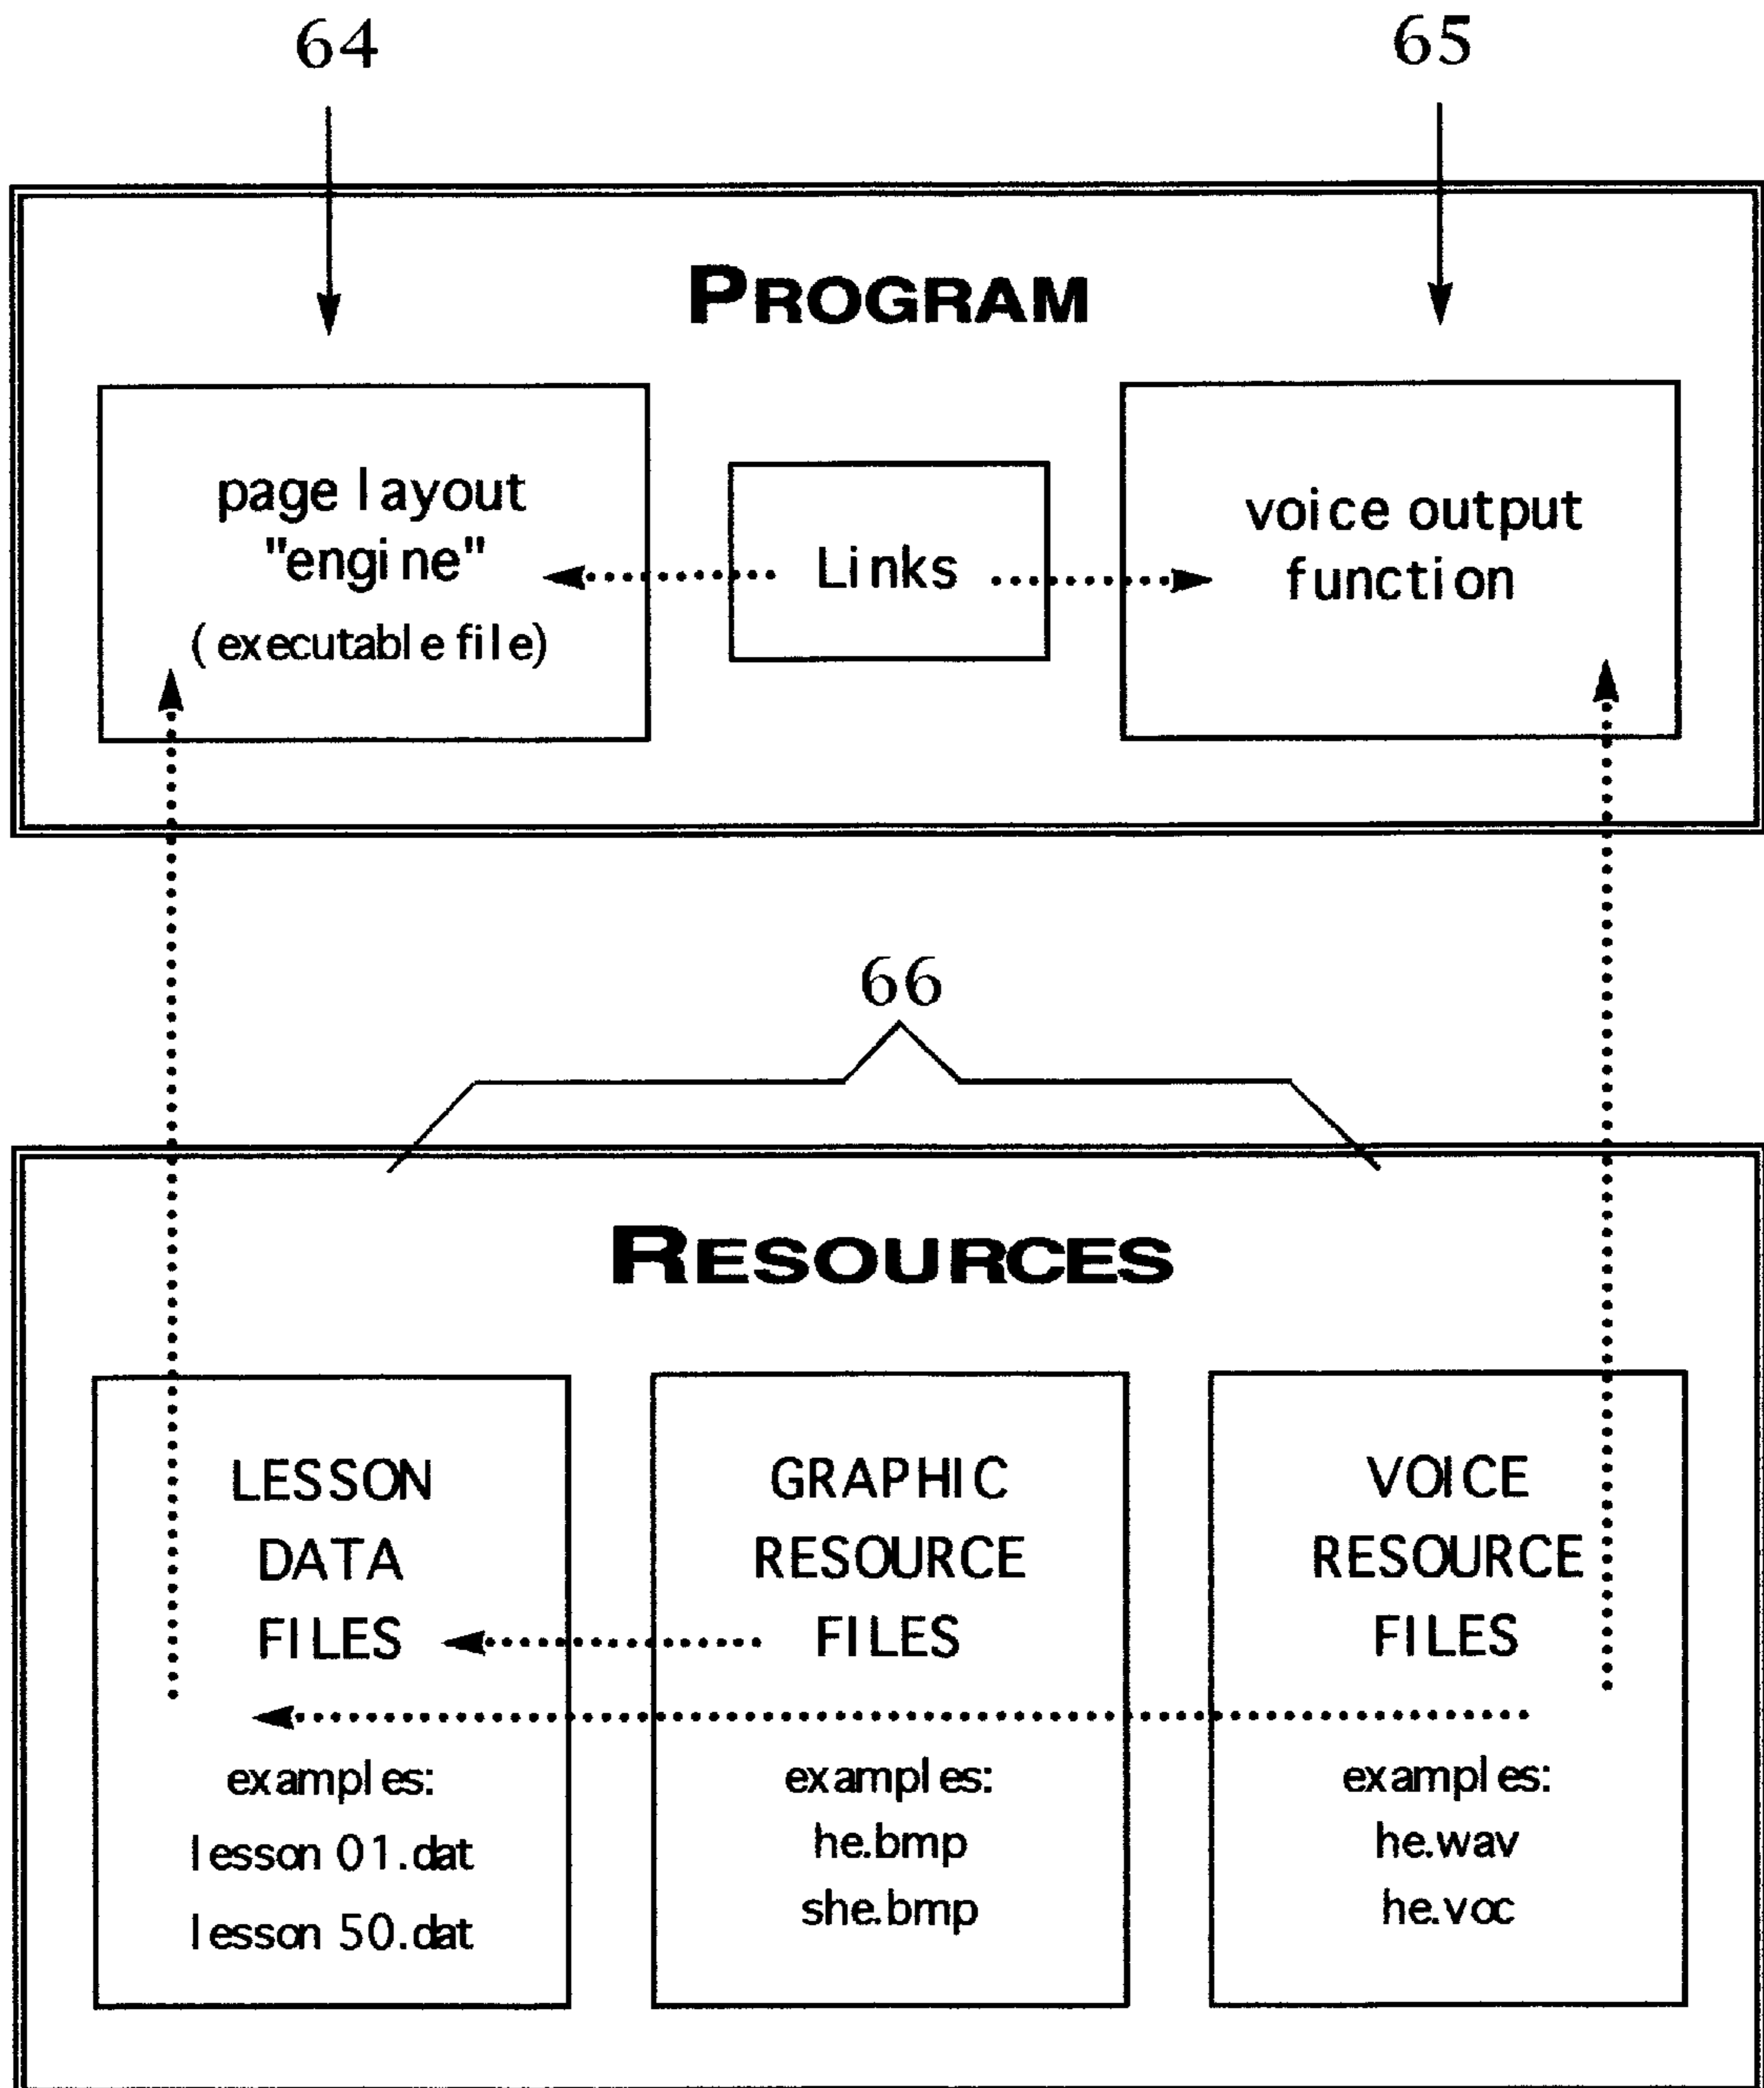 64
65
PROGRAM
page layout
"engine"
(executable file)
Links
voice output
function
66
RESOURCES
LESSON
DATA
FILES
examples:
lesson 01.dat
lesson 50.dat
GRAPHIC
RESOURCE
FILES
examples:
he.bmp
she.bmp
VOICE
RESOURCE
FILES
examples:
he.wav
he.voc